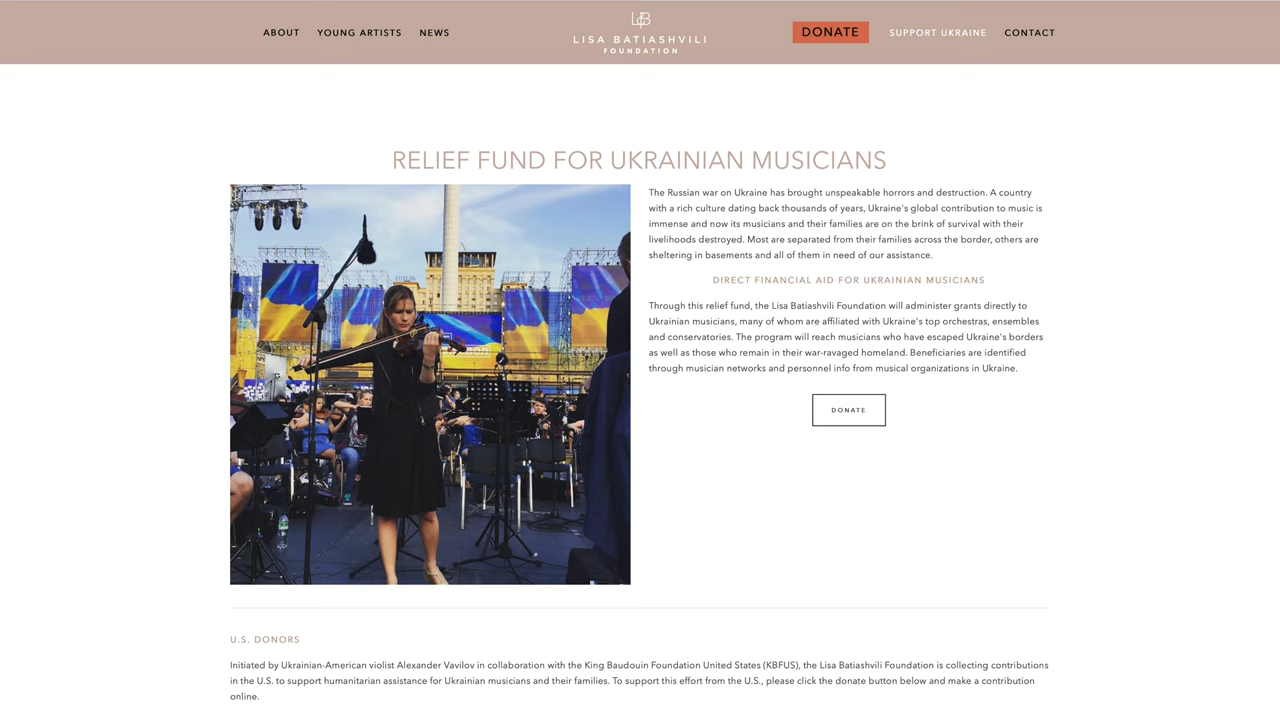 ABOUT YOUNG ARTISTS NEWS
LB
LISA BATIASHVILI
FOUNDATION
DONATE SUPPORT UKRAINE CONTACT
RELIEF FUND FOR UKRAINIAN MUSICIANS
The Russian war on Ukraine has brought unspeakable horrors and destruction. A country
with a rich culture dating back thousands of years, Ukraine's global contribution to music is
immense and now its musicians and their families are on the brink of survival with their
livelihoods destroyed. Most are separated from their families across the border, others are
sheltering in basements and all of them in need of our assistance.
DIRECT FINANCIAL AID FOR UKRAINIAN MUSICIANS
Through this relief fund, the Lisa Batiashvili Foundation will administer grants directly to
Ukrainian musicians, many of whom are affiliated with Ukraine's top orchestras, ensembles
and conservatories. The program will reach musicians who have escaped Ukraine's borders
as well as those who remain in their war-ravaged homeland. Beneficiaries are identified
through musician networks and personnel info from musical organizations in Ukraine.
DONATE
U.S. DONORS
Initiated by Ukrainian-American violist Alexander Vavilov in collaboration with the King Baudouin Foundation United States (KBFUS), the Lisa Batiashvili Foundation is collecting contributions
in the U.S. to support humanitarian assistance for Ukrainian musicians and their families. To support this effort from the U.S., please click the donate button below and make a contribution
online.